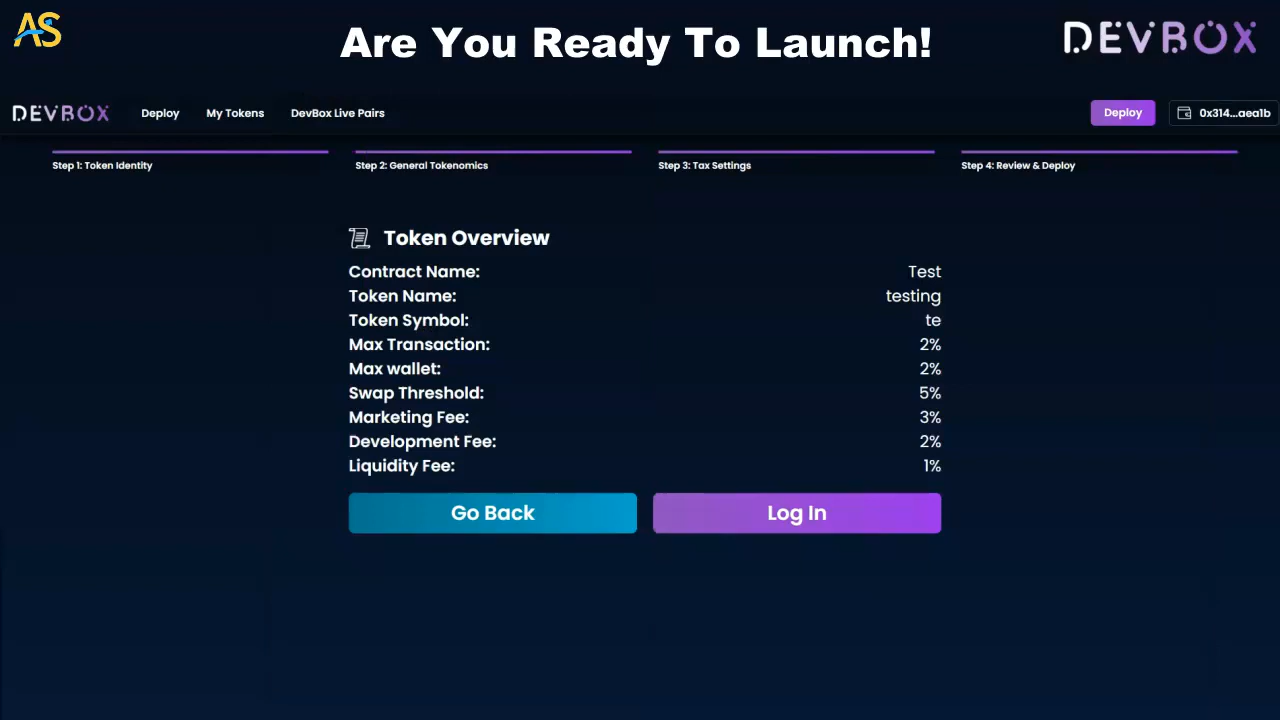 AS
Are You Ready To Launch!
DEVBOX
DEVBOX
Deploy
My Tokens
DevBox Live Pairs
Deploy
0x314...aea1b
Step 1: Token Identity
Step 2: General Tokenomics
Step 3: Tax Settings
Step 4: Review & Deploy
Token Overview
Contract Name: Test
Token Name: testing
Token Symbol: te
Max Transaction: 2%
Max wallet: 2%
Swap Threshold: 5%
Marketing Fee: 3%
Development Fee: 2%
Liquidity Fee: 1%
Go Back
Log In